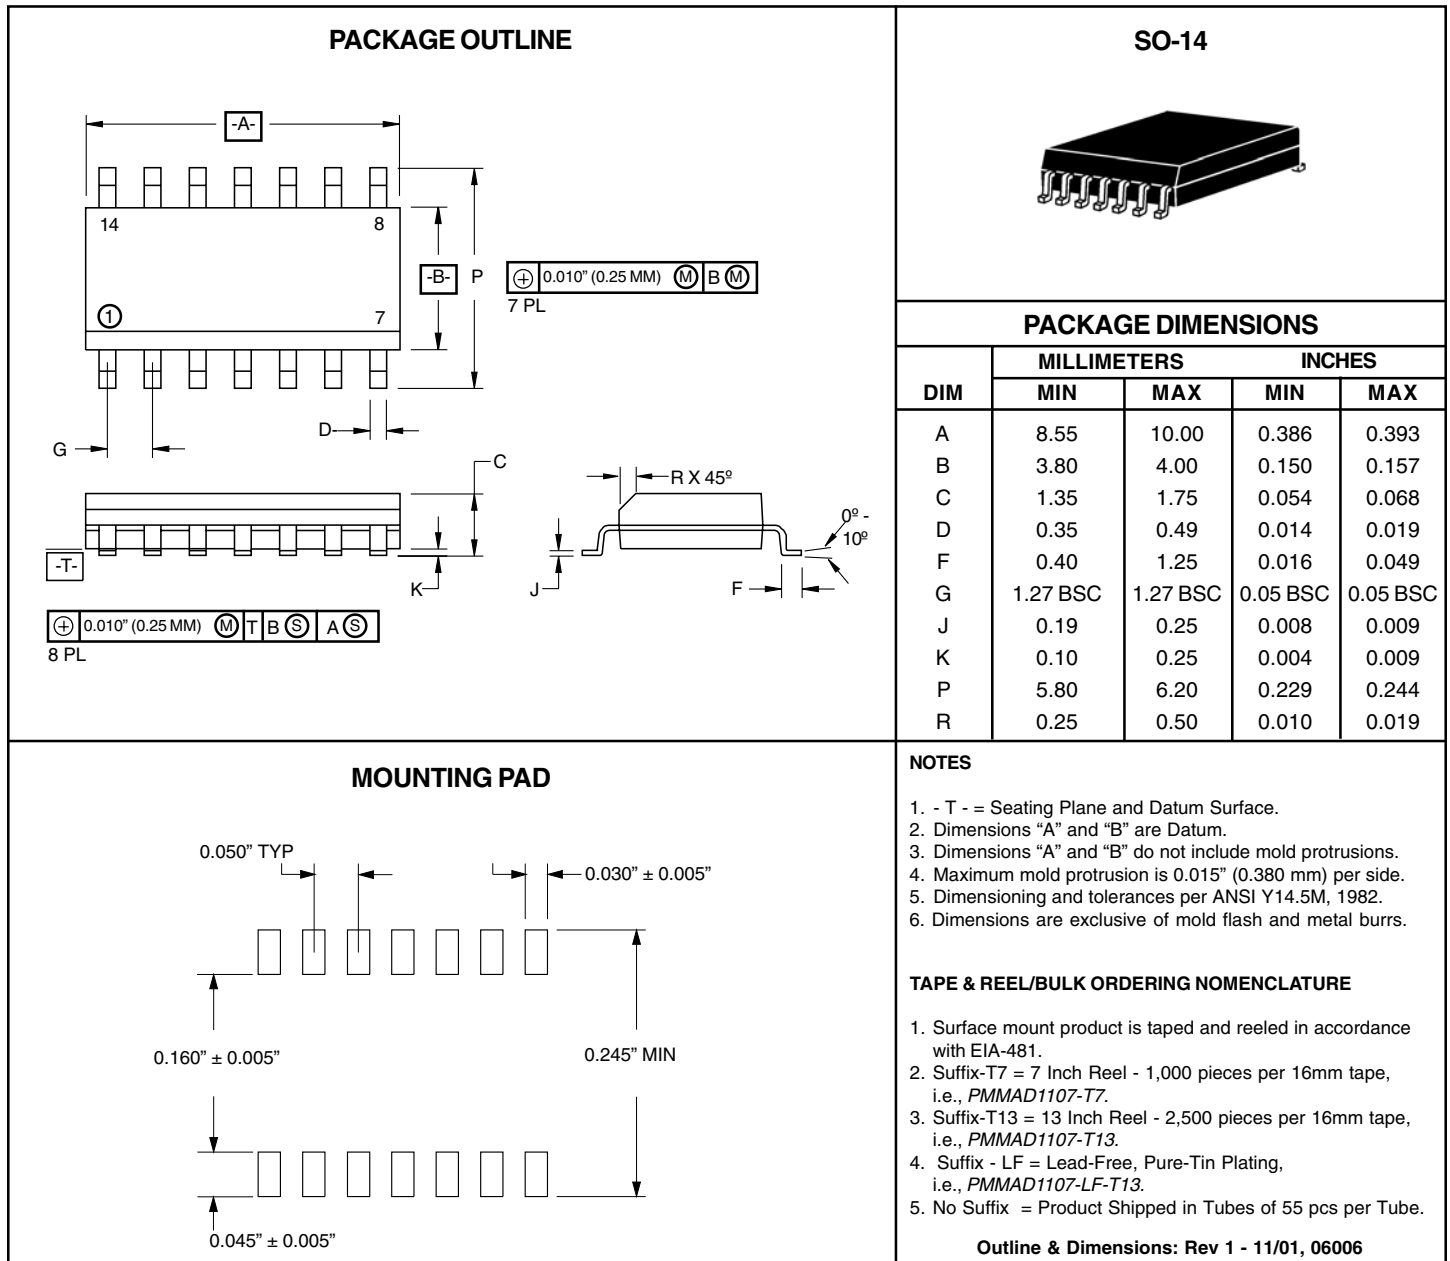 PACKAGE OUTLINE
-A-
14
8
1
7
-B-
P
⌖ 0.010” (0.25 MM) Ⓜ B Ⓜ
7 PL
G
D
C
-T-
K
⌖ 0.010” (0.25 MM) Ⓜ T B Ⓢ A Ⓢ
8 PL
R X 45º
0º -
10º
J
F
SO-14
PACKAGE DIMENSIONS
MILLIMETERS INCHES
DIM MIN MAX MIN MAX
A 8.55 10.00 0.386 0.393
B 3.80 4.00 0.150 0.157
C 1.35 1.75 0.054 0.068
D 0.35 0.49 0.014 0.019
F 0.40 1.25 0.016 0.049
G 1.27 BSC 1.27 BSC 0.05 BSC 0.05 BSC
J 0.19 0.25 0.008 0.009
K 0.10 0.25 0.004 0.009
P 5.80 6.20 0.229 0.244
R 0.25 0.50 0.010 0.019
MOUNTING PAD
0.050” TYP
0.030” ± 0.005”
0.160” ± 0.005”
0.245” MIN
0.045” ± 0.005”
NOTES
1. - T - = Seating Plane and Datum Surface.
2. Dimensions “A” and “B” are Datum.
3. Dimensions “A” and “B” do not include mold protrusions.
4. Maximum mold protrusion is 0.015” (0.380 mm) per side.
5. Dimensioning and tolerances per ANSI Y14.5M, 1982.
6. Dimensions are exclusive of mold flash and metal burrs.
TAPE & REEL/BULK ORDERING NOMENCLATURE
1. Surface mount product is taped and reeled in accordance
with EIA-481.
2. Suffix-T7 = 7 Inch Reel - 1,000 pieces per 16mm tape,
i.e., PMMAD1107-T7.
3. Suffix-T13 = 13 Inch Reel - 2,500 pieces per 16mm tape,
i.e., PMMAD1107-T13.
4. Suffix - LF = Lead-Free, Pure-Tin Plating,
i.e., PMMAD1107-LF-T13.
5. No Suffix = Product Shipped in Tubes of 55 pcs per Tube.
Outline & Dimensions: Rev 1 - 11/01, 06006